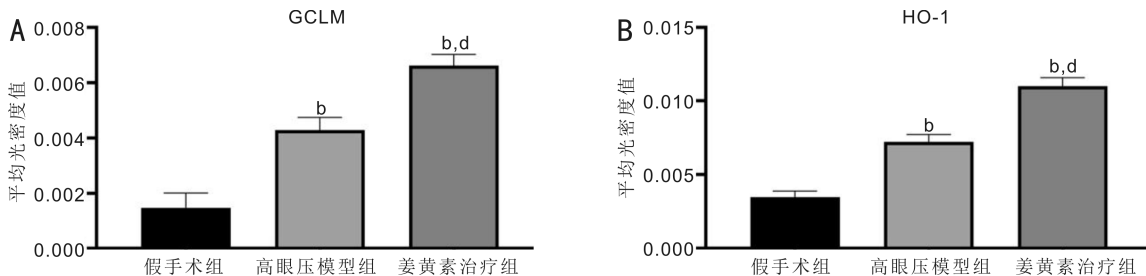 A
GCLM
平均光密度值
0.008
0.006
0.004
0.002
0.000
b
b,d
假手术组 高眼压模型组 姜黄素治疗组
B
HO-1
平均光密度值
0.015
0.010
0.005
0.000
b
b,d
假手术组 高眼压模型组 姜黄素治疗组